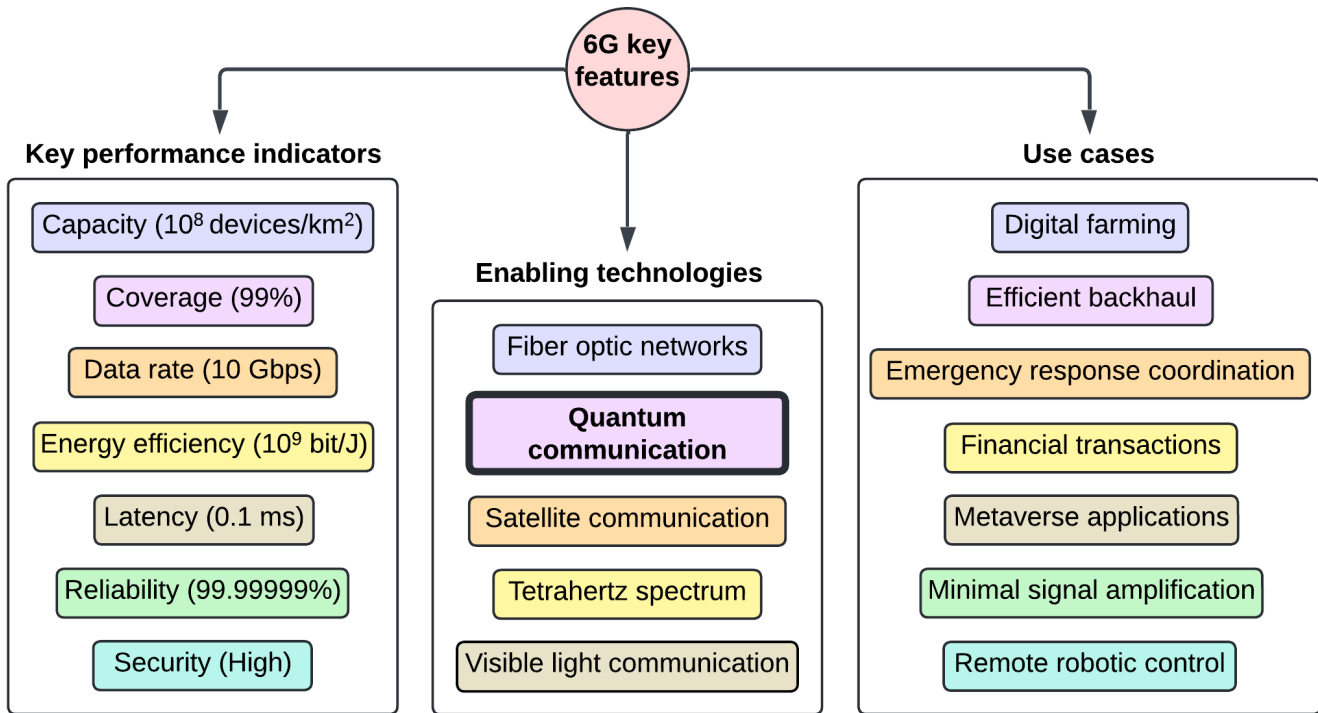 6G key
features
Key performance indicators
Capacity (10⁸ devices/km²)
Coverage (99%)
Data rate (10 Gbps)
Energy efficiency (10⁹ bit/J)
Latency (0.1 ms)
Reliability (99.99999%)
Security (High)
Enabling technologies
Fiber optic networks
Quantum
communication
Satellite communication
Tetrahertz spectrum
Visible light communication
Use cases
Digital farming
Efficient backhaul
Emergency response coordination
Financial transactions
Metaverse applications
Minimal signal amplification
Remote robotic control